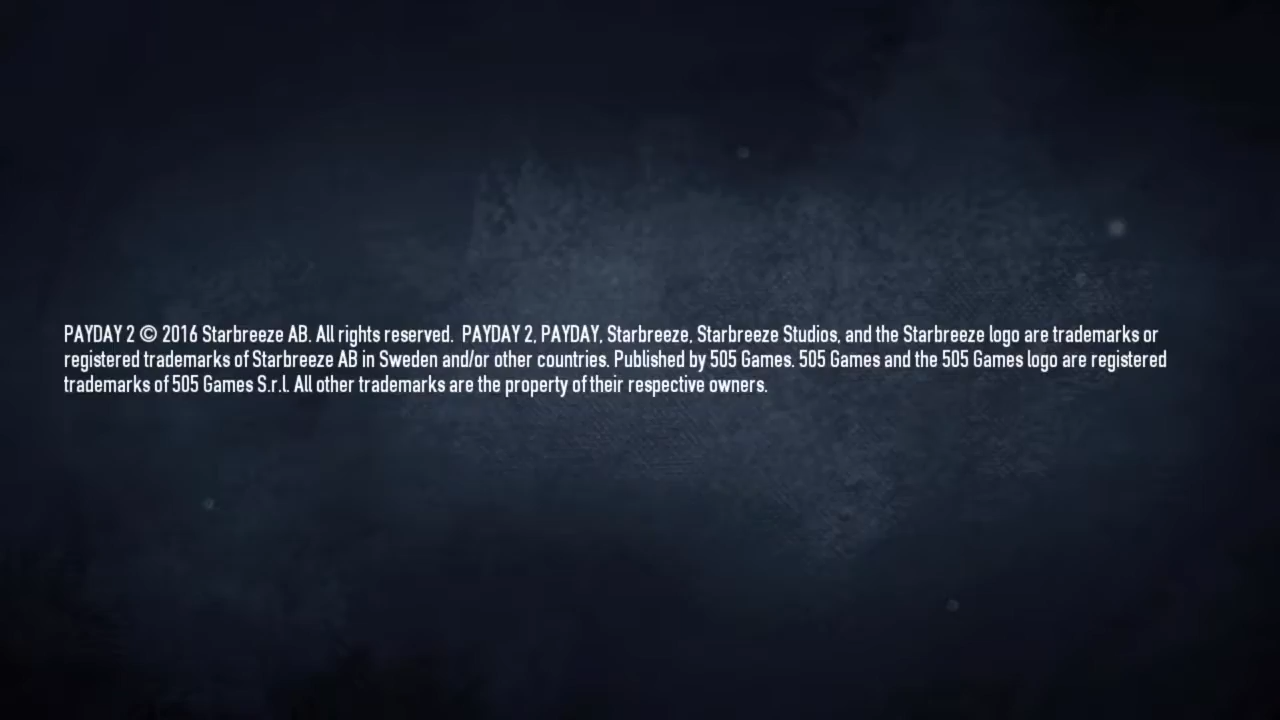 PAYDAY 2 © 2016 Starbreeze AB. All rights reserved.  PAYDAY 2, PAYDAY, Starbreeze, Starbreeze Studios, and the Starbreeze logo are trademarks or
registered trademarks of Starbreeze AB in Sweden and/or other countries. Published by 505 Games. 505 Games and the 505 Games logo are registered
trademarks of 505 Games S.r.l. All other trademarks are the property of their respective owners.